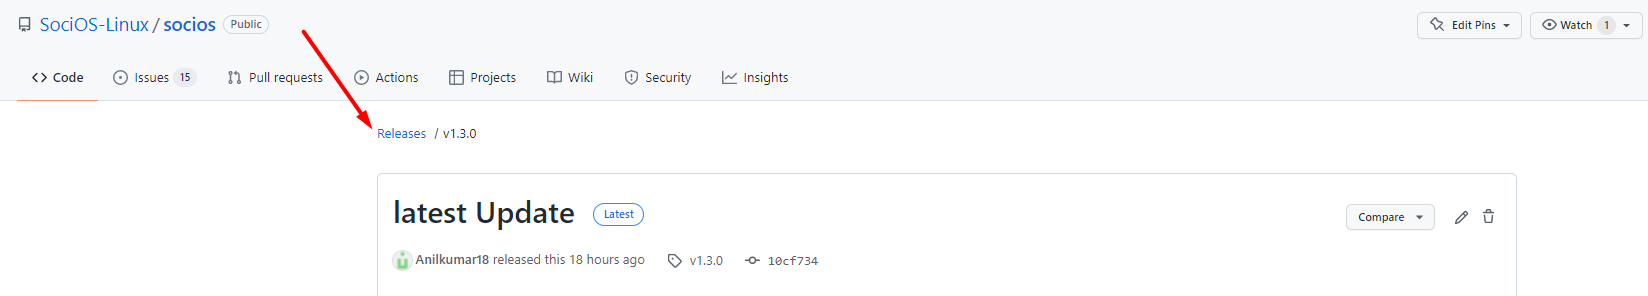 SociOS-Linux / socios Public
Edit Pins
Watch 1
Code
Issues 15
Pull requests
Actions
Projects
Wiki
Security
Insights
Releases / v1.3.0
latest Update Latest
Compare
Anilkumar18 released this 18 hours ago
v1.3.0
10cf734